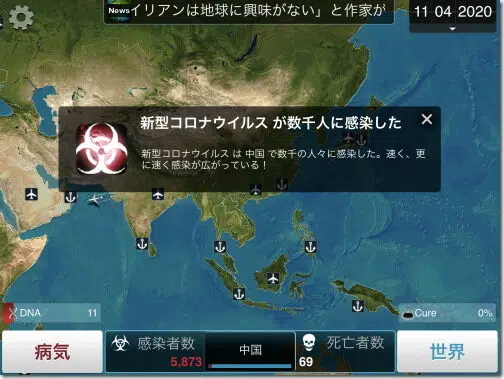 News イリアンは地球に興味がない」と作家が
11 04 2020
新型コロナウイルス が数千人に感染した
新型コロナウイルス は 中国 で数千の人々に感染した。速く、更
に速く感染が広がっている！
DNA 11
Cure 0%
病気
感染者数
5,873
中国
死亡者数
69
世界